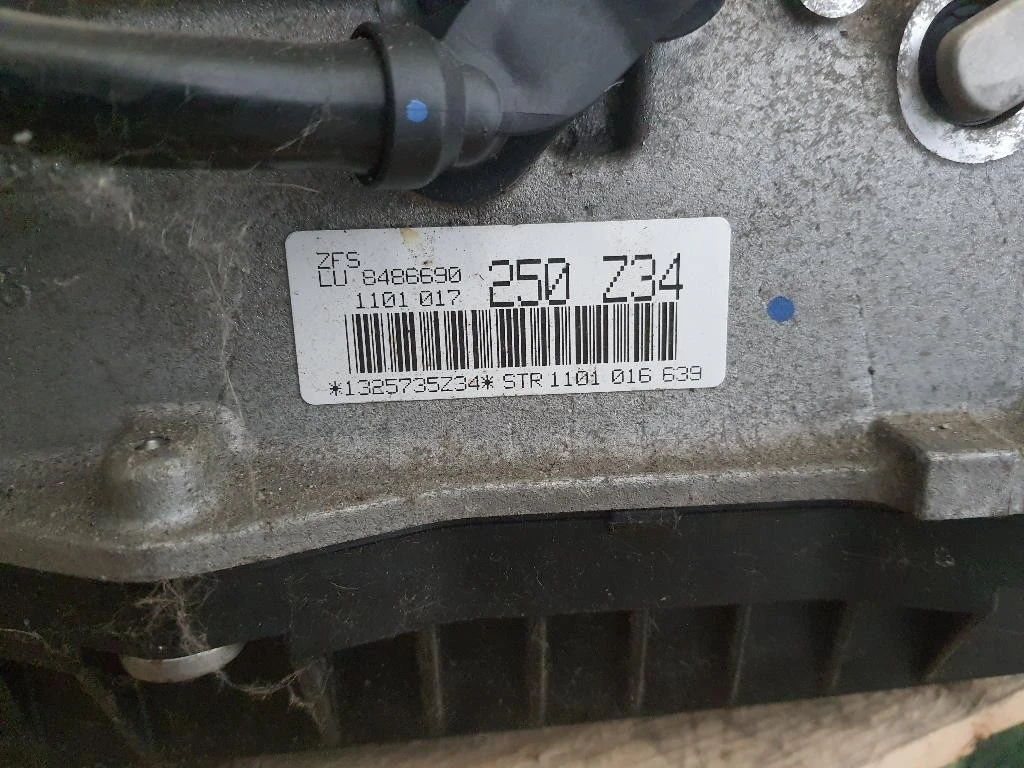 ZFS
LU 8486690 250 Z34
1101 017
*1325735Z34* STR 1101 016 639